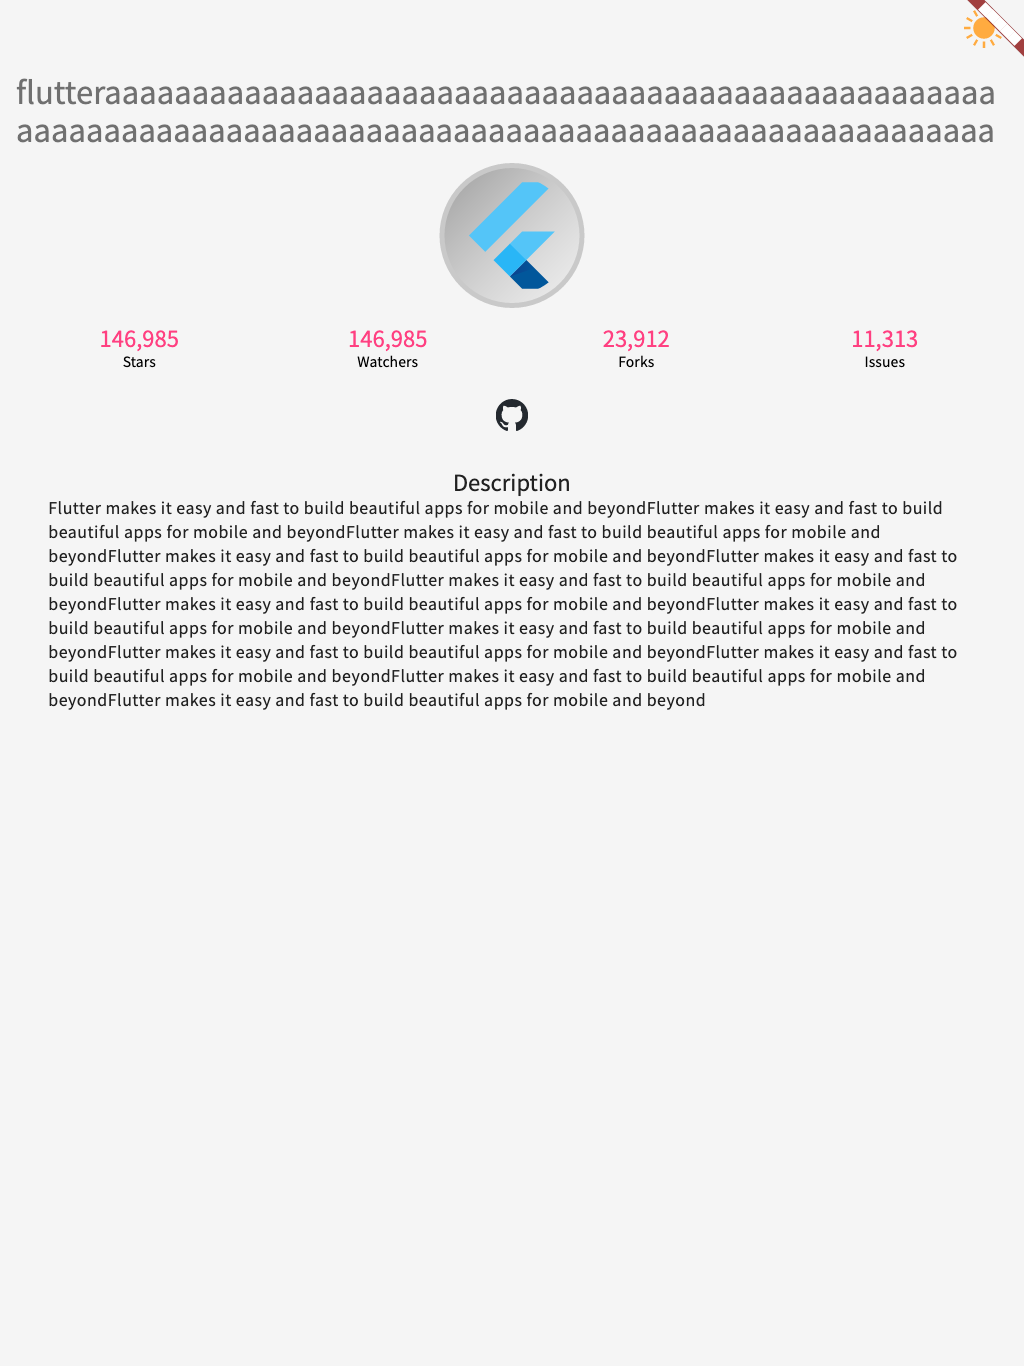 flutteraaaaaaaaaaaaaaaaaaaaaaaaaaaaaaaaaaaaaaaaaaaaaaaaaaa
aaaaaaaaaaaaaaaaaaaaaaaaaaaaaaaaaaaaaaaaaaaaaaaaaaaaaaaa
146,985 146,985 23,912 11,313
Stars Watchers Forks Issues
Description
Flutter makes it easy and fast to build beautiful apps for mobile and beyondFlutter makes it easy and fast to build
beautiful apps for mobile and beyondFlutter makes it easy and fast to build beautiful apps for mobile and
beyondFlutter makes it easy and fast to build beautiful apps for mobile and beyondFlutter makes it easy and fast to
build beautiful apps for mobile and beyondFlutter makes it easy and fast to build beautiful apps for mobile and
beyondFlutter makes it easy and fast to build beautiful apps for mobile and beyondFlutter makes it easy and fast to
build beautiful apps for mobile and beyondFlutter makes it easy and fast to build beautiful apps for mobile and
beyondFlutter makes it easy and fast to build beautiful apps for mobile and beyondFlutter makes it easy and fast to
build beautiful apps for mobile and beyondFlutter makes it easy and fast to build beautiful apps for mobile and
beyondFlutter makes it easy and fast to build beautiful apps for mobile and beyond